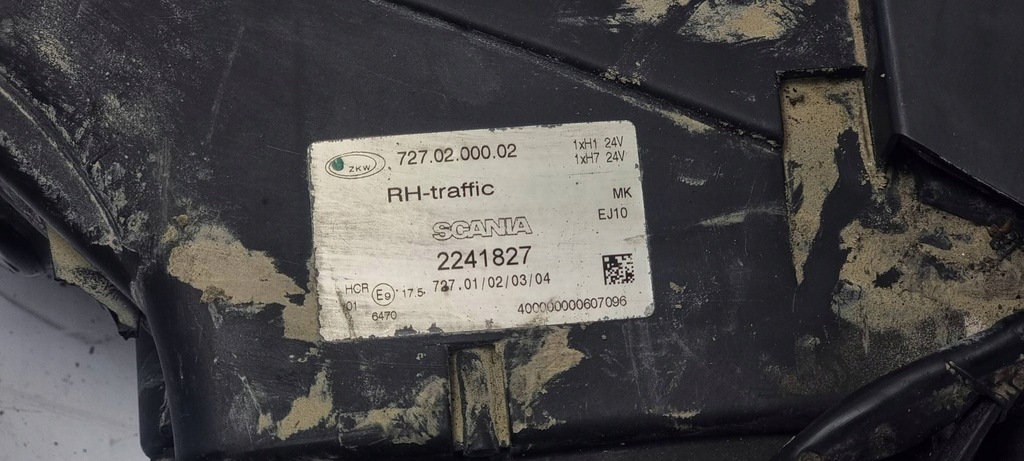 ZKW 727.02.000.02 1xH1 24V
1xH7 24V
RH-traffic MK
EJ10
SCANIA
2241827
HCR E9 17.5 727.01/02/03/04
01 6470 400000000607096